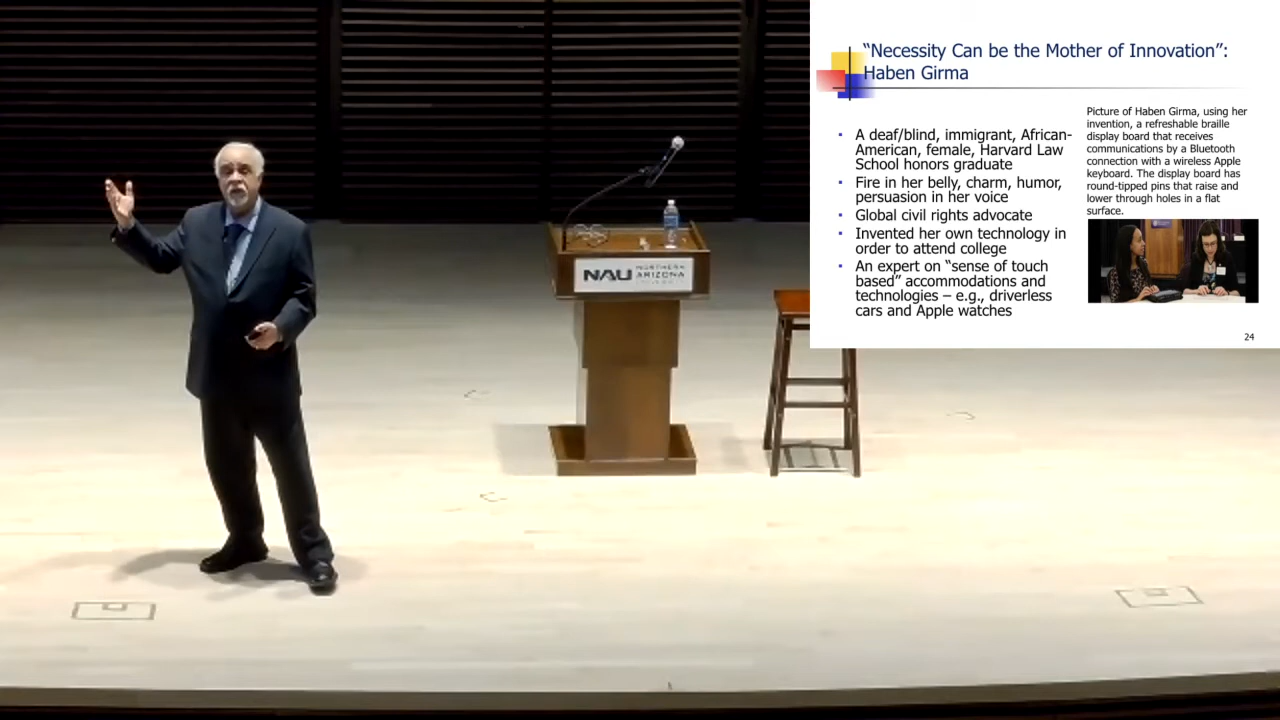 “Necessity Can be the Mother of Innovation”:
Haben Girma
▪ A deaf/blind, immigrant, African-
American, female, Harvard Law
School honors graduate
▪ Fire in her belly, charm, humor,
persuasion in her voice
▪ Global civil rights advocate
▪ Invented her own technology in
order to attend college
▪ An expert on “sense of touch
based” accommodations and
technologies – e.g., driverless
cars and Apple watches
Picture of Haben Girma, using her
invention, a refreshable braille
display board that receives
communications by a Bluetooth
connection with a wireless Apple
keyboard. The display board has
round-tipped pins that raise and
lower through holes in a flat
surface.
24
NAU NORTHERN
ARIZONA
UNIVERSITY